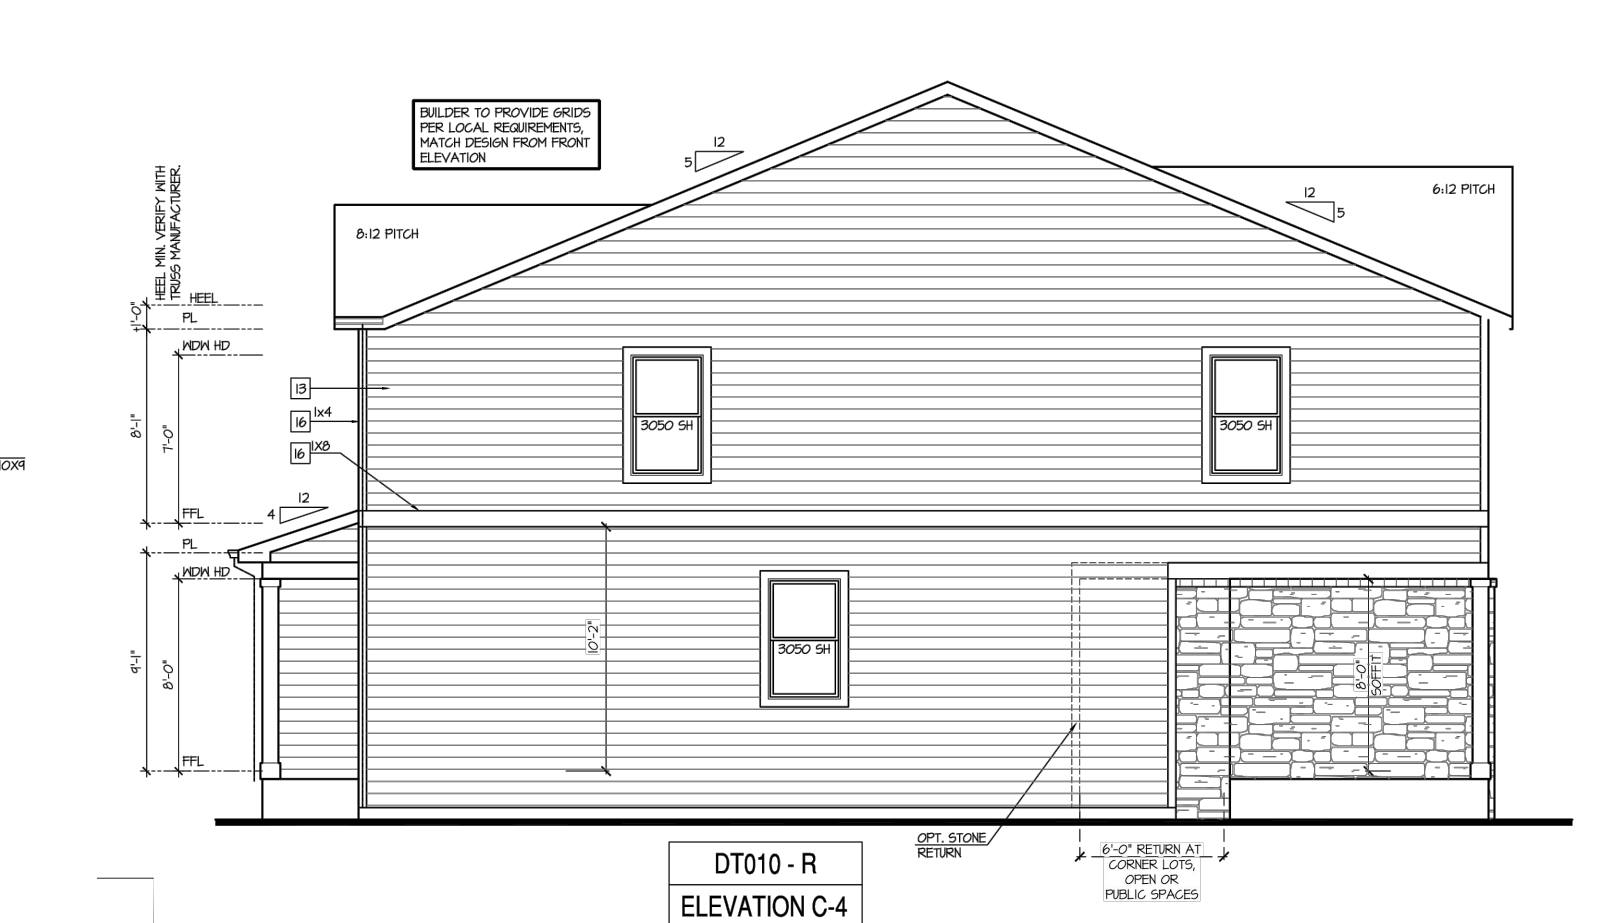 BUILDER TO PROVIDE GRIDS
PER LOCAL REQUIREMENTS,
MATCH DESIGN FROM FRONT
ELEVATION
12
5
12
5
6:12 PITCH
8:12 PITCH
HEEL MIN. VERIFY WITH
TRUSS MANUFACTURER.
HEEL
1'-0"
PL
WDW HD
13
1x4
16
1X8
16
8'-1"
7'-0"
3050 SH
3050 SH
10X9
12
4
FFL
PL
WDW HD
9'-1"
8'-0"
10'-2"
3050 SH
8'-0"
SOFFIT
FFL
OPT. STONE
RETURN
6'-0" RETURN AT
CORNER LOTS,
OPEN OR
PUBLIC SPACES
DT010 - R
ELEVATION C-4